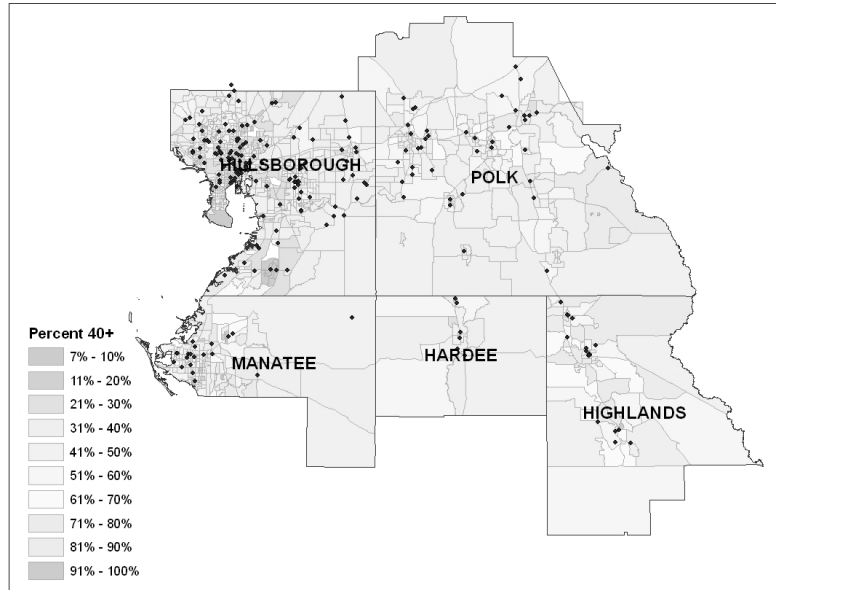 HILLSBOROUGH
POLK
Percent 40+
7% - 10%
11% - 20%
21% - 30%
31% - 40%
41% - 50%
51% - 60%
61% - 70%
71% - 80%
81% - 90%
91% - 100%
MANATEE
HARDEE
HIGHLANDS